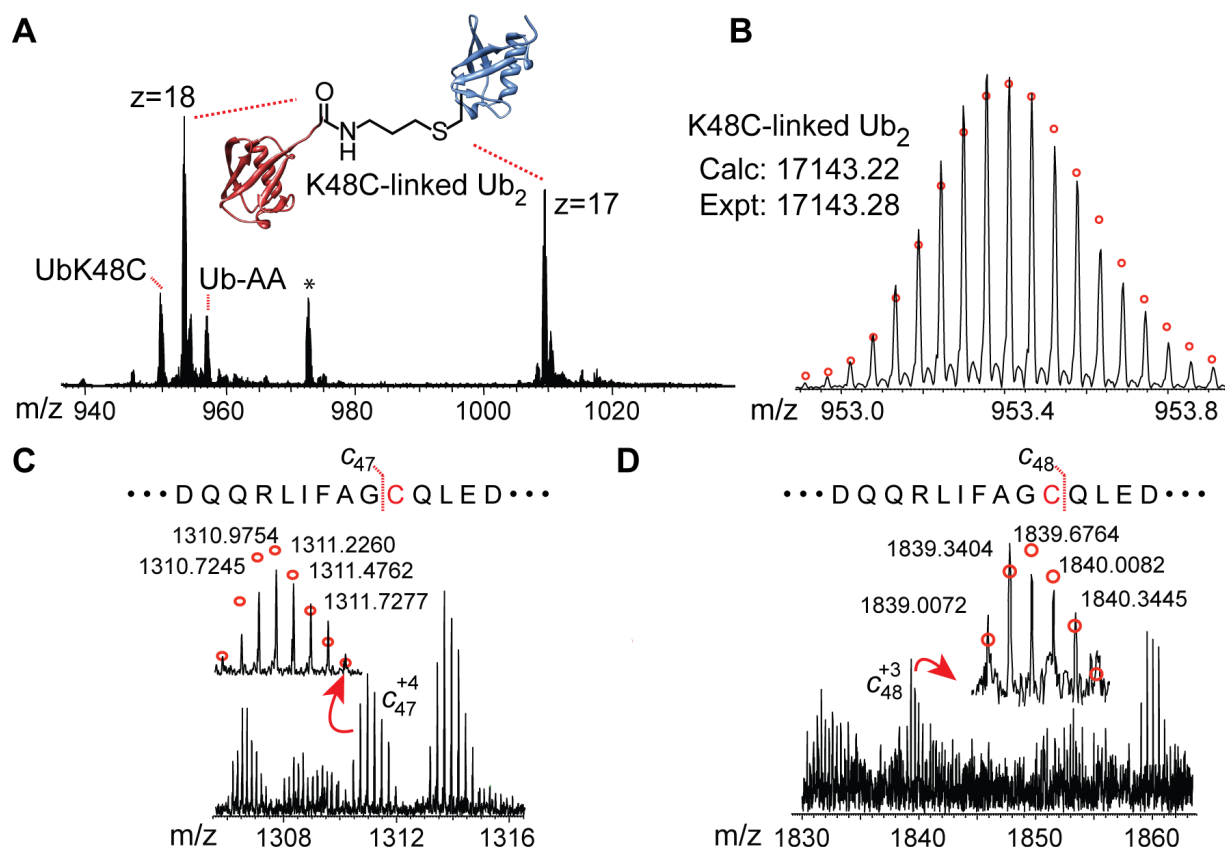 A
z=18
O
N
H
S
K48C-linked Ub2
z=17
UbK48C
Ub-AA
*
m/z
940
960
980
1000
1020
B
K48C-linked Ub2
Calc: 17143.22
Expt: 17143.28
m/z
953.0
953.4
953.8
C
c47
••• D Q Q R L I F A G C Q L E D •••
1310.9754
1310.7245
1311.2260
1311.4762
1311.7277
c47+4
m/z
1308
1312
1316
D
c48
••• D Q Q R L I F A G C Q L E D •••
1839.6764
1839.3404
1840.0082
1839.0072
1840.3445
c48+3
m/z
1830
1840
1850
1860